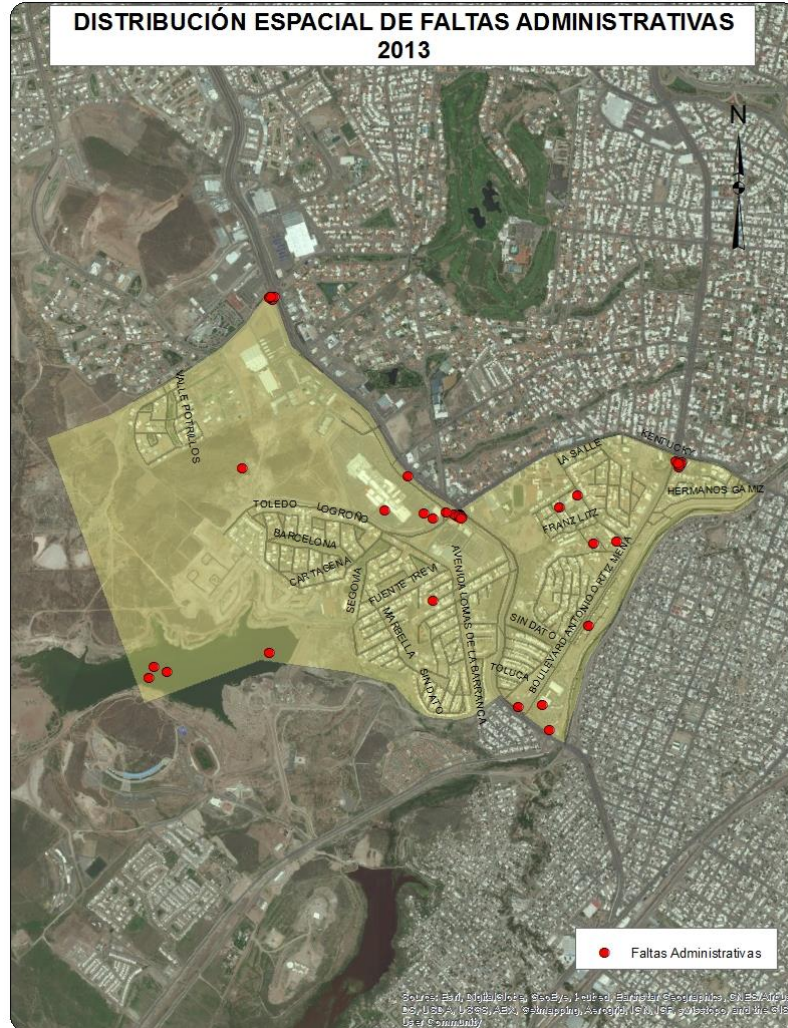 DISTRIBUCIÓN ESPACIAL DE FALTAS ADMINISTRATIVAS
2013
N
VALLE POTRILLOS
LA SALLE
KENTUCKY
HERMANOS GAMIZ
TOLEDO
LOGROÑO
FRANZ LITZ
BARCELONA
CARTAGENA
SEGOVIA
FUENTE TREVI
AVENIDA LOMAS DE LA BARRANCA
MARBELLA
SIN DATO
SIN DATO
TOLUCA
BOULEVARD ANTONIO ORTIZ MENA
Faltas Administrativas
Source: Esri, DigitalGlobe, GeoEye, i-cubed, Earthstar Geographics, CNES/Airbus
DS, USDA, USGS, AEX, Getmapping, Aerogrid, IGN, IGP, swisstopo, and the GIS
User Community